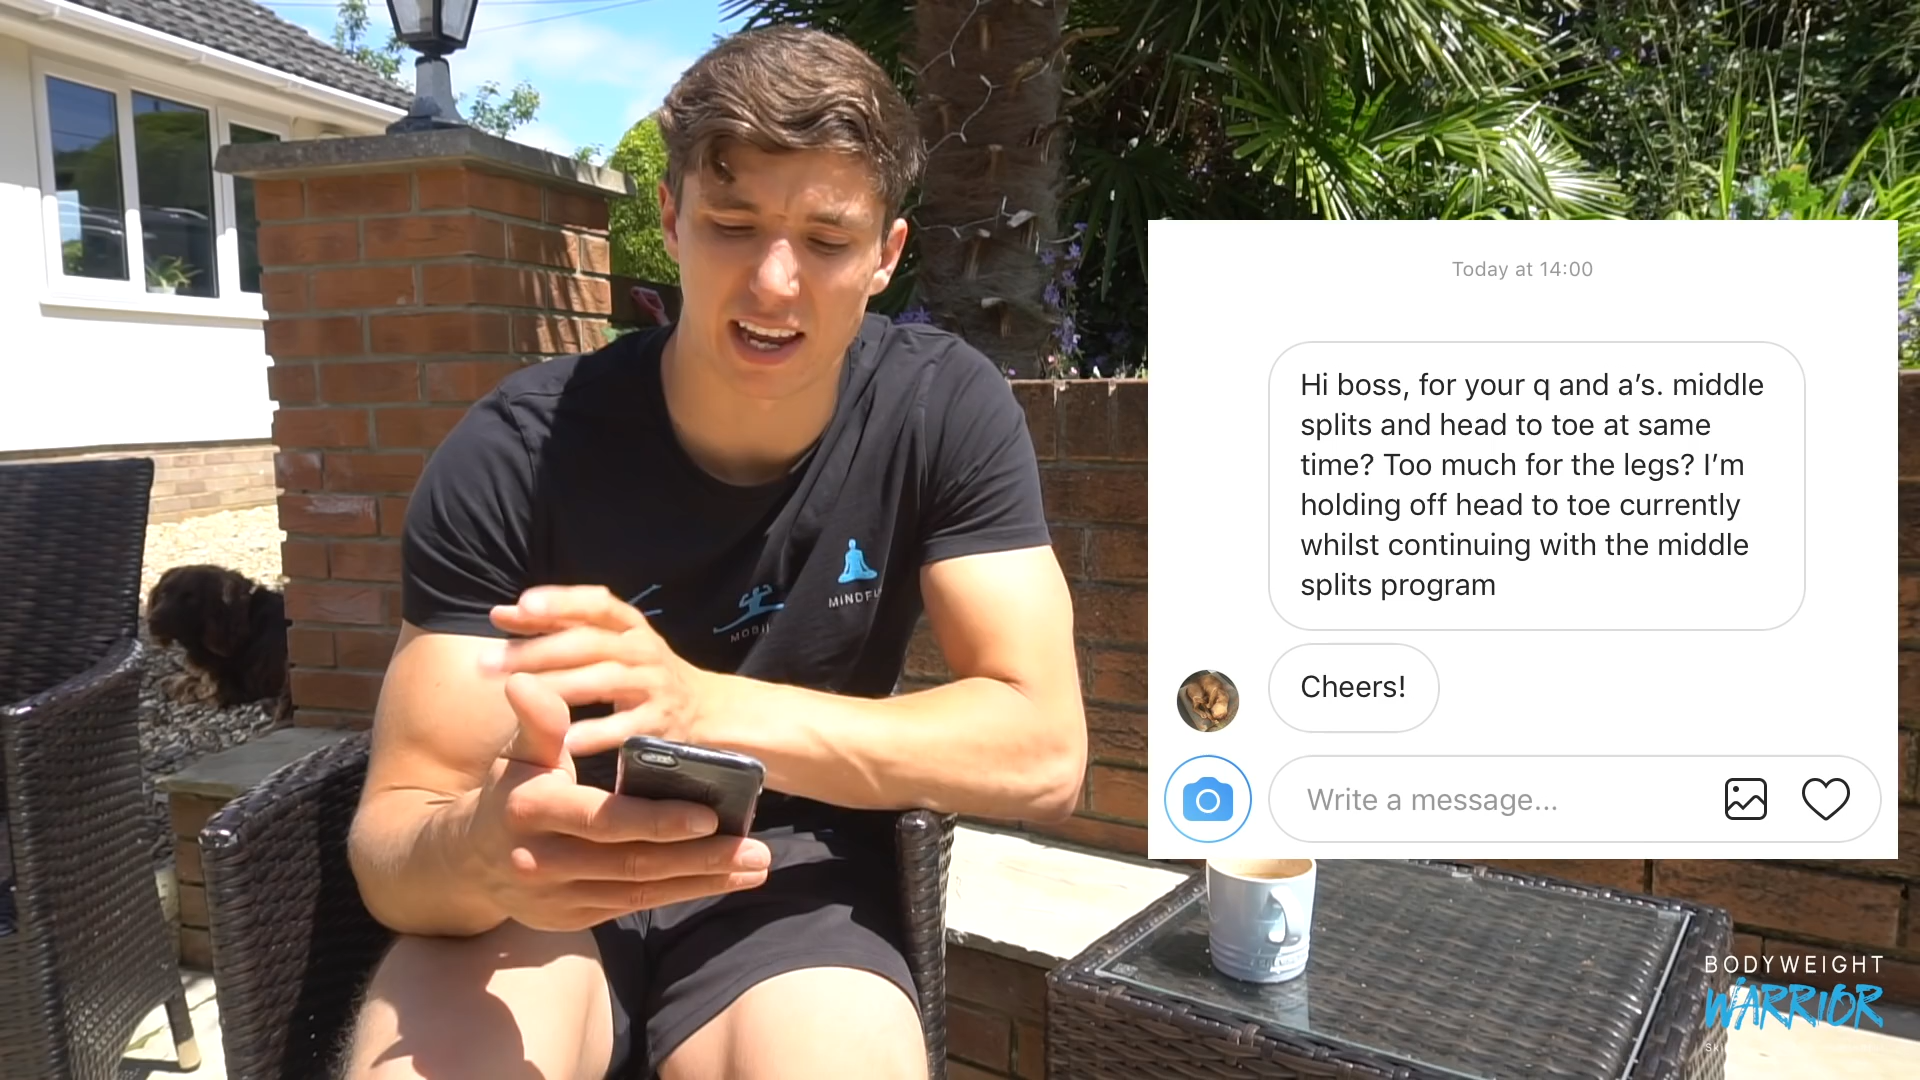 Today at 14:00
Hi boss, for your q and a’s. middle
splits and head to toe at same
time? Too much for the legs? I’m
holding off head to toe currently
whilst continuing with the middle
splits program
Cheers!
Write a message...
BODYWEIGHT
WARRIOR